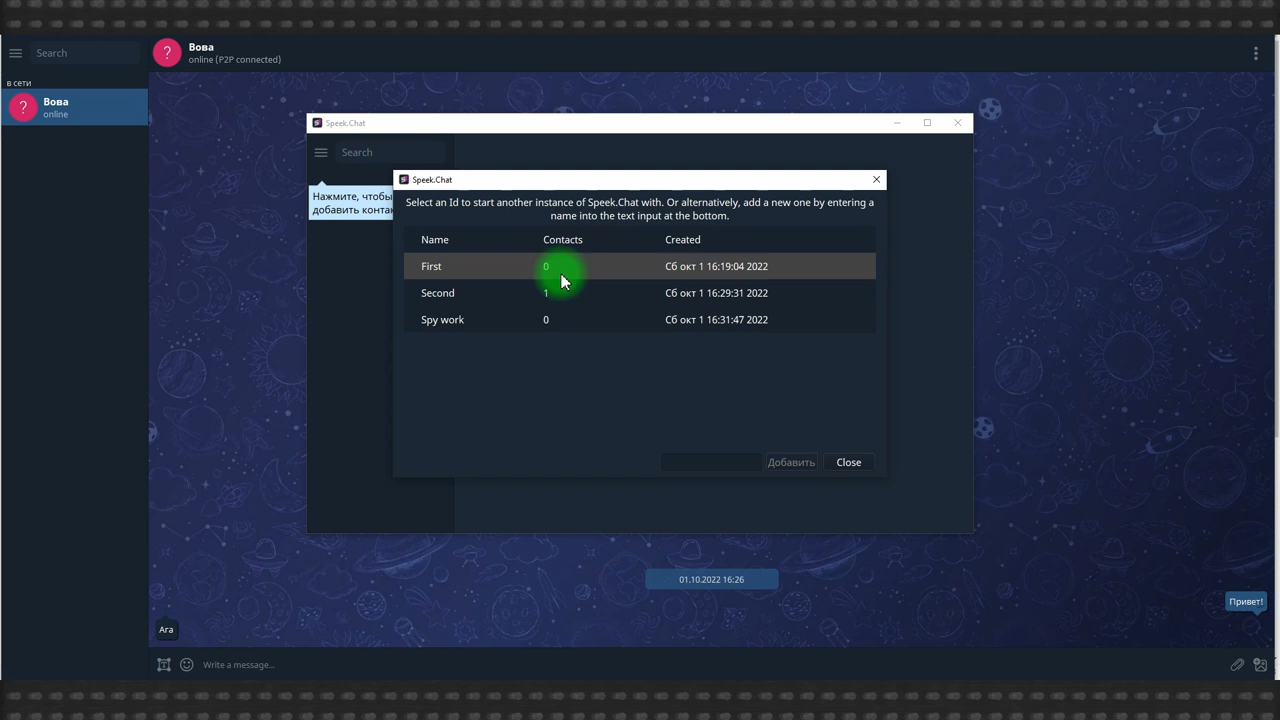 Search
в сети
?
Вова
online
?
Вова
online (P2P connected)
Speek.Chat
Search
Нажмите, чтобы
добавить конта
Speek.Chat
Select an Id to start another instance of Speek.Chat with. Or alternatively, add a new one by entering a
name into the text input at the bottom.
Name Contacts Created
First 0 Сб окт 1 16:19:04 2022
Second 1 Сб окт 1 16:29:31 2022
Spy work 0 Сб окт 1 16:31:47 2022
Добавить Close
01.10.2022 16:26
Привет!
Ага
Write a message...